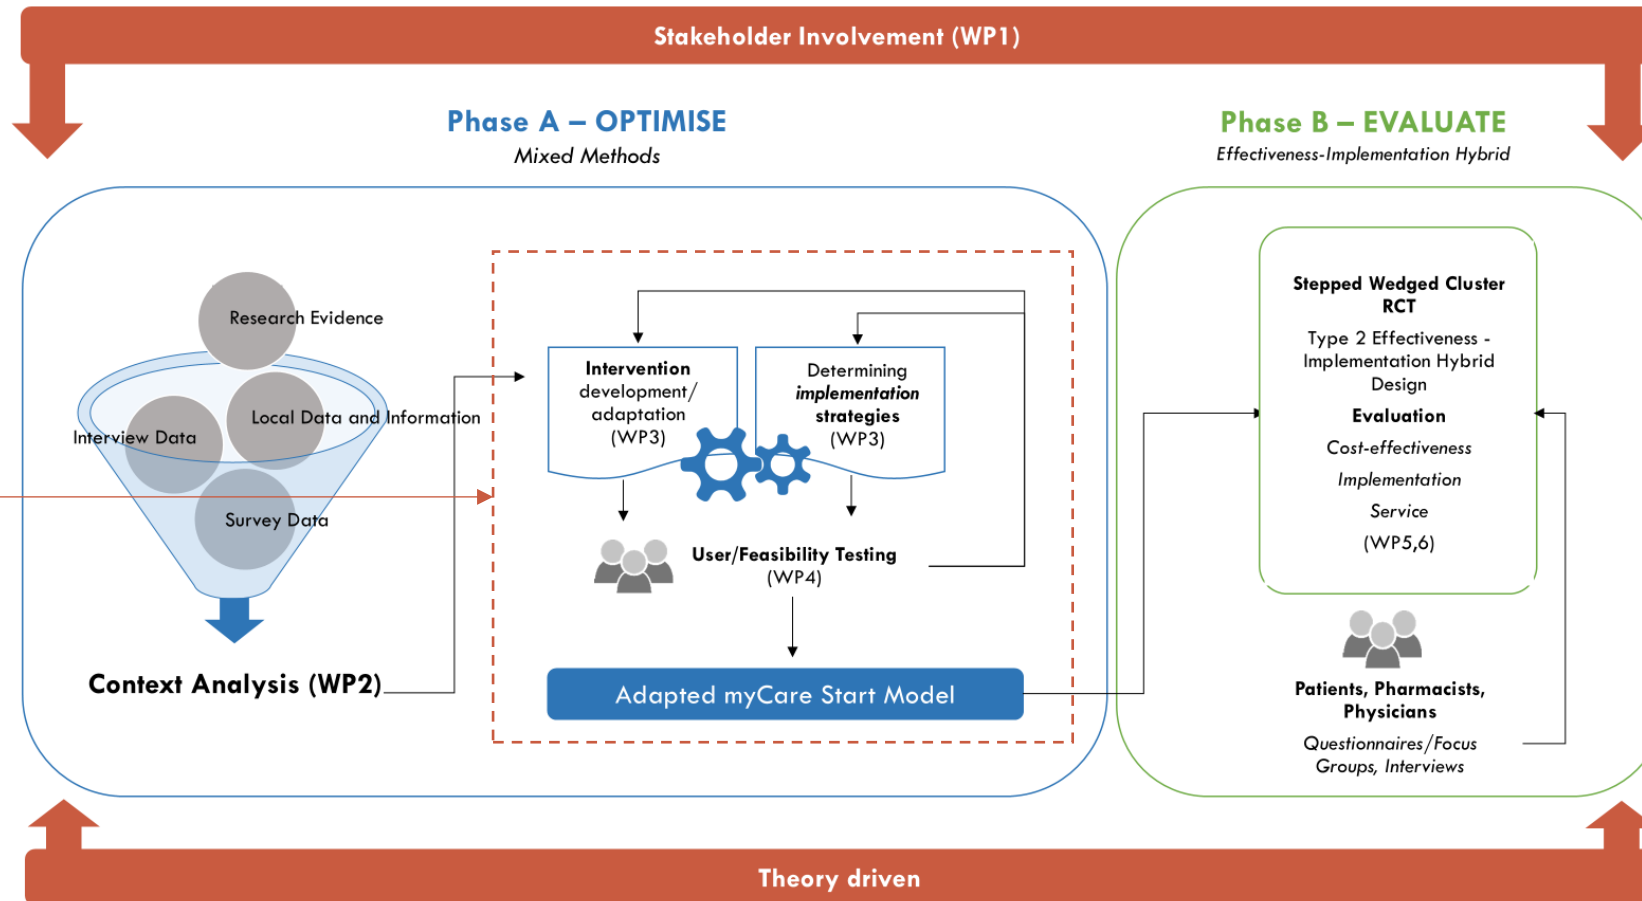 Stakeholder Involvement (WP1)
Phase A – OPTIMISE
Mixed Methods
Phase B – EVALUATE
Effectiveness-Implementation Hybrid
Research Evidence
Local Data and Information
Interview Data
Survey Data
Context Analysis (WP2)
Intervention
development/
adaptation
(WP3)
Determining
implementation
strategies
(WP3)
User/Feasibility Testing
(WP4)
Adapted myCare Start Model
Stepped Wedged Cluster
RCT
Type 2 Effectiveness -
Implementation Hybrid
Design
Evaluation
Cost-effectiveness
Implementation
Service
(WP5,6)
Patients, Pharmacists,
Physicians
Questionnaires/Focus
Groups, Interviews
Theory driven